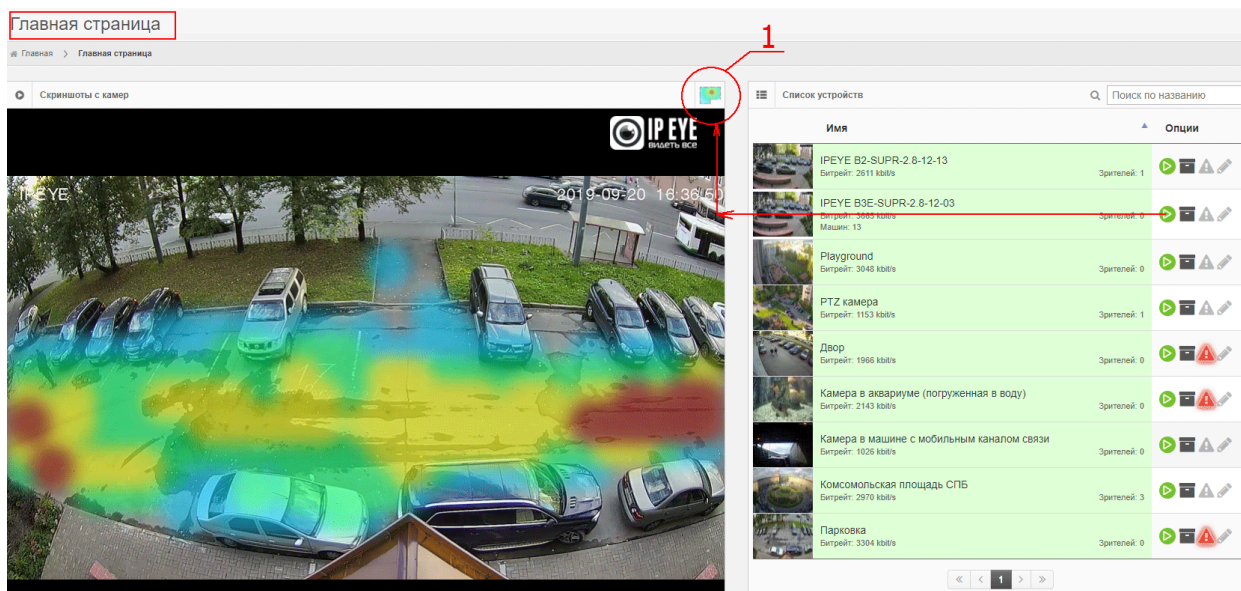 Главная страница
1
Главная > Главная страница
Скриншоты с камер
IP EYE
ВИДЕТЬ ВСЕ
IPEYE
2019-09-20 16:36:50
Список устройств
Поиск по названию
Имя
Опции
IPEYE B2-SUPR-2.8-12-13
Битрейт: 2611 kbit/s
Зрителей: 1
IPEYE B3E-SUPR-2.8-12-03
Битрейт: 3663 kbit/s
Зрителей: 0
Машин: 13
Playground
Битрейт: 3048 kbit/s
Зрителей: 0
PTZ камера
Битрейт: 1153 kbit/s
Зрителей: 1
Двор
Битрейт: 1966 kbit/s
Зрителей: 0
Камера в аквариуме (погруженная в воду)
Битрейт: 2143 kbit/s
Зрителей: 0
Камера в машине с мобильным каналом связи
Битрейт: 1026 kbit/s
Зрителей: 0
Комсомольская площадь СПБ
Битрейт: 2970 kbit/s
Зрителей: 3
Парковка
Битрейт: 3304 kbit/s
Зрителей: 0
« < 1 > »